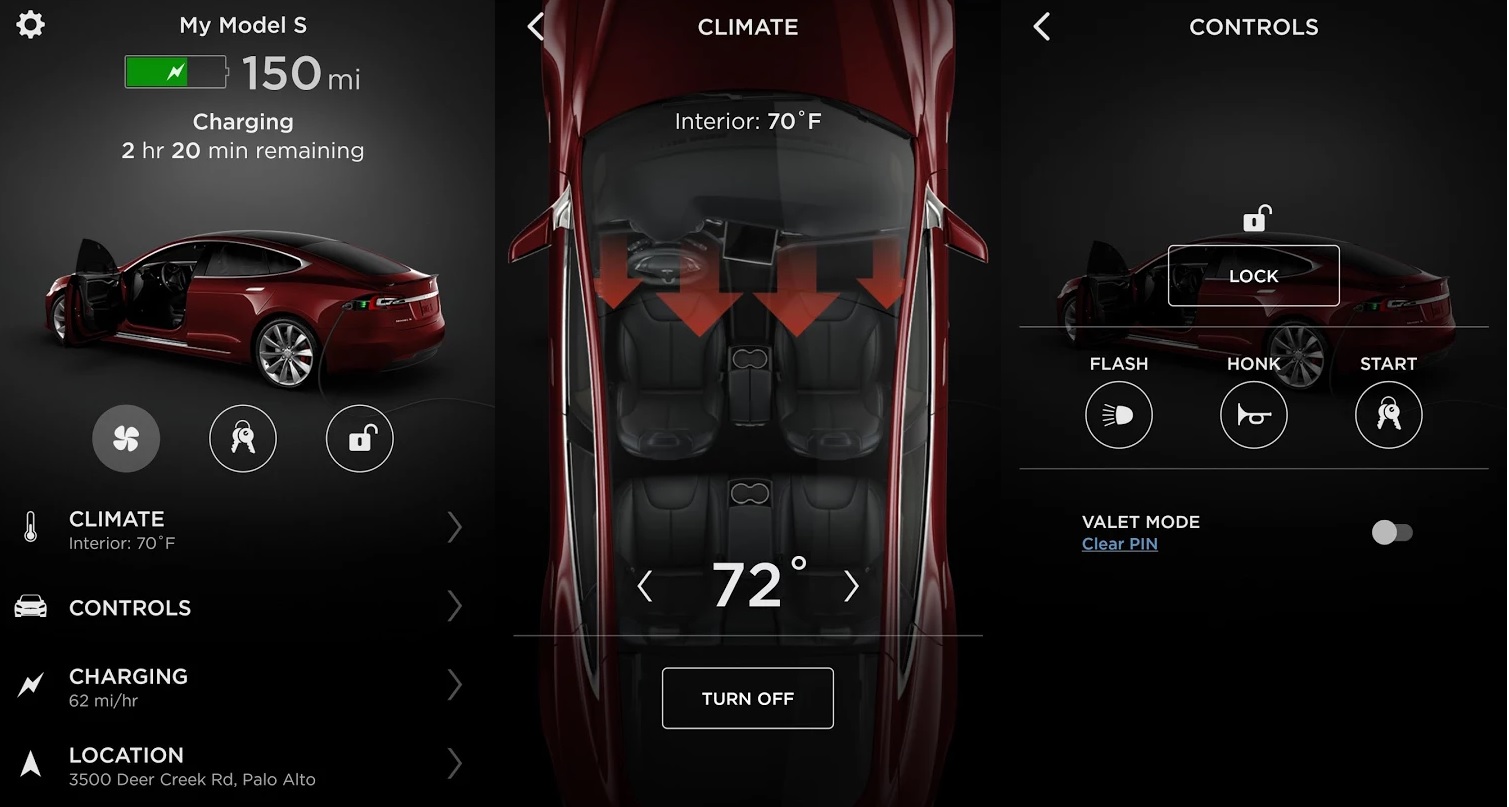 My Model S
150 mi
Charging
2 hr 20 min remaining
CLIMATE
Interior: 70°F
CONTROLS
CHARGING
62 mi/hr
LOCATION
3500 Deer Creek Rd, Palo Alto
CLIMATE
Interior: 70°F
72°
TURN OFF
CONTROLS
LOCK
FLASH HONK START
VALET MODE
Clear PIN